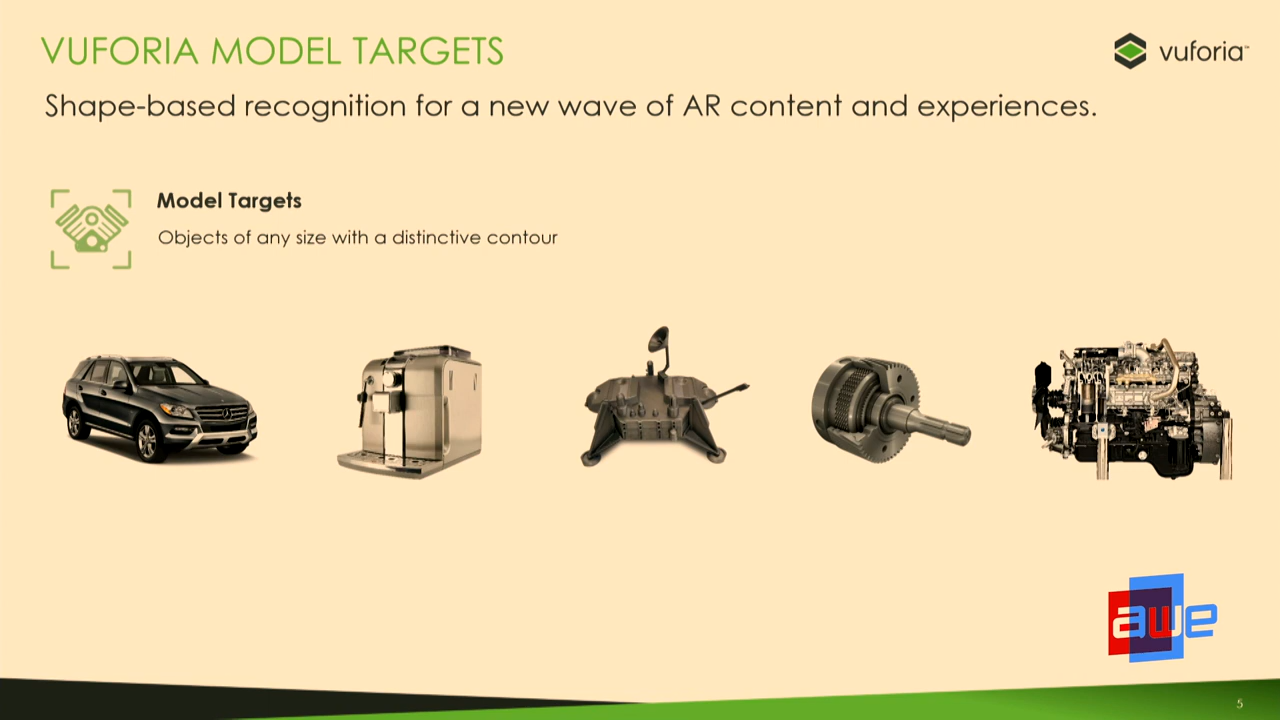 VUFORIA MODEL TARGETS
vuforia™
Shape-based recognition for a new wave of AR content and experiences.
Model Targets
Objects of any size with a distinctive contour
awe
5